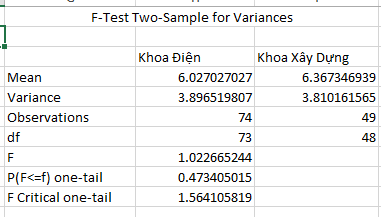 F-Test Two-Sample for Variances
Khoa Điện Khoa Xây Dựng
Mean 6.027027027 6.367346939
Variance 3.896519807 3.810161565
Observations 74 49
df 73 48
F 1.022665244
P(F<=f) one-tail 0.473405015
F Critical one-tail 1.564105819